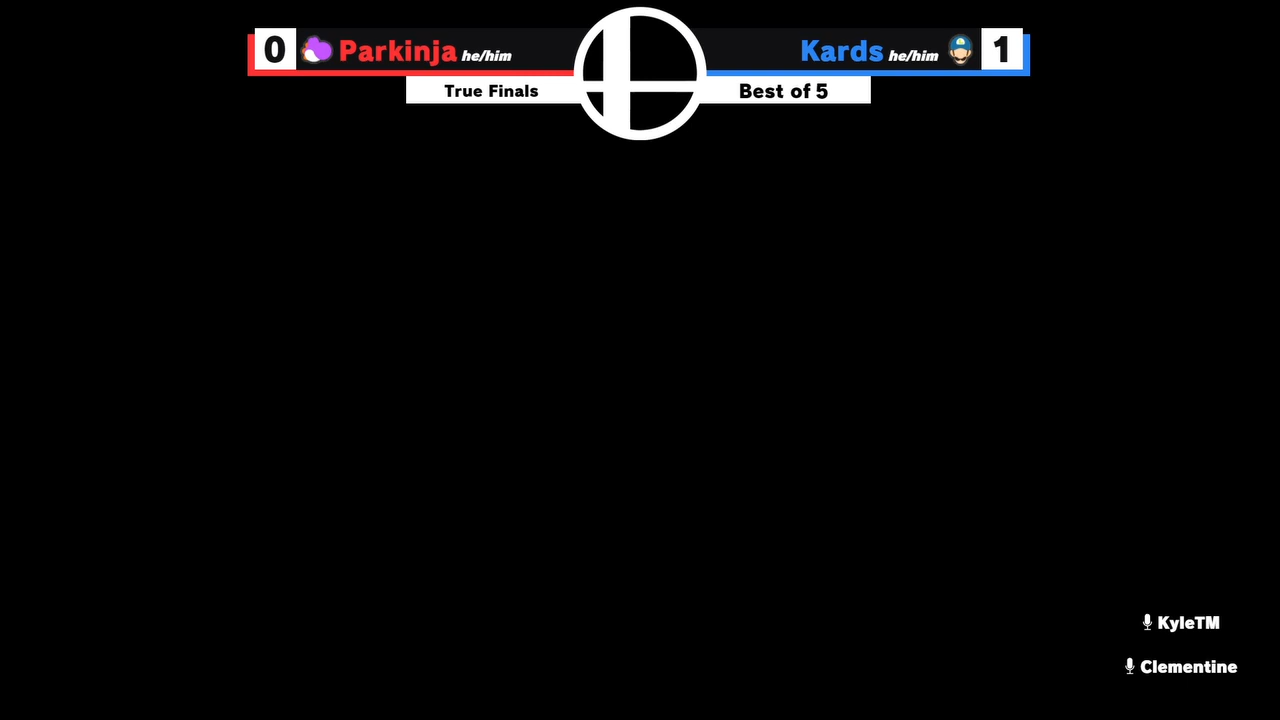 0 Parkinja he/him
Kards he/him 1
True Finals
Best of 5
KyleTM
Clementine